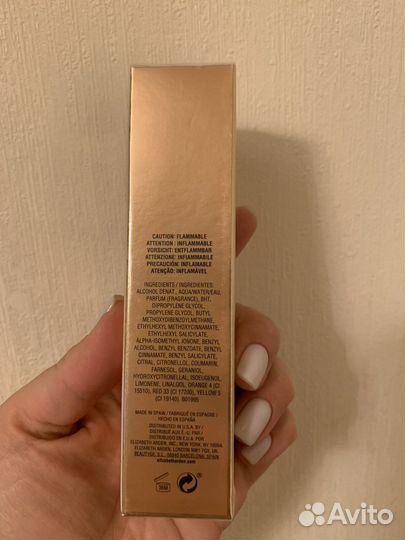 CAUTION: FLAMMABLE
ATTENTION : INFLAMMABLE
VORSICHT: ENTFLAMMBAR
ATTENZIONE: INFIAMMABILE
PRECAUCIÓN: INFLAMABLE
ATENÇÃO: INFLAMÁVEL
INGREDIENTS / INGRÉDIENTS:
ALCOHOL DENAT., AQUA/WATER/EAU,
PARFUM (FRAGRANCE), BHT,
DIPROPYLENE GLYCOL,
PROPYLENE GLYCOL, BUTYL
METHOXYDIBENZOYLMETHANE,
ETHYLHEXYL METHOXYCINNAMATE,
ETHYLHEXYL SALICYLATE,
ALPHA-ISOMETHYL IONONE, BENZYL
ALCOHOL, BENZYL BENZOATE, BENZYL
CINNAMATE, BENZYL SALICYLATE,
CITRAL, CITRONELLOL, COUMARIN,
FARNESOL, GERANIOL,
HYDROXYCITRONELLAL, ISOEUGENOL,
LIMONENE, LINALOOL, ORANGE 4 (CI
15510), RED 33 (CI 17200), YELLOW 5
(CI 19140). B01995
MADE IN SPAIN / FABRIQUÉ EN ESPAGNE /
HECHO EN ESPAÑA
DISTRIBUTED IN U.S.A. BY /
DISTRIBUÉ AUX É.-U. PAR /
DISTRIBUIDO EN E.U.A. POR
ELIZABETH ARDEN, INC., NEW YORK, NY
ELIZABETH ARDEN, LONDON
BEAUTYGE, S.L. BARCELONA, SPAIN
elizabetharden.com
36M
Avito